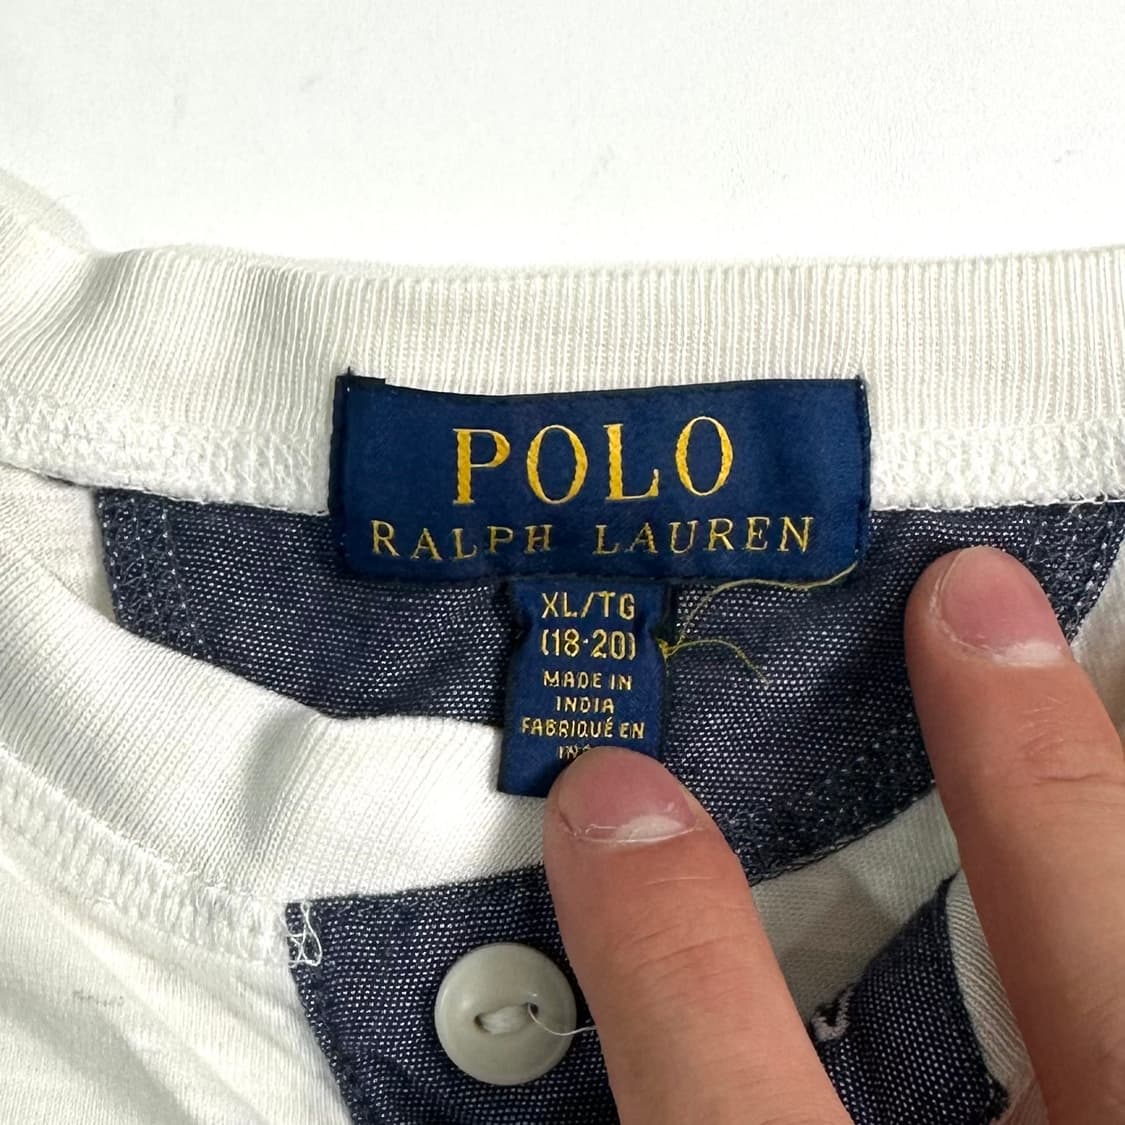 POLO
RALPH LAUREN
XL/TG
(18-20)
MADE IN
INDIA
FABRIQUÉ EN